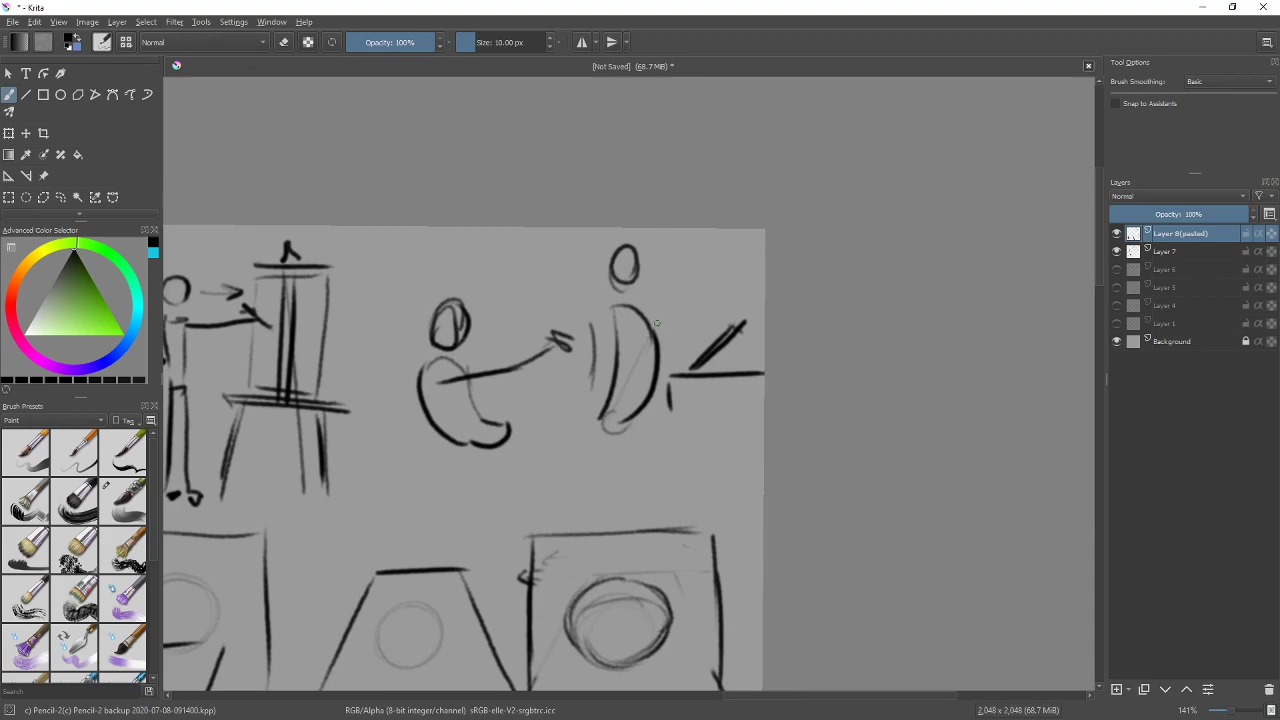 - Krita
File Edit View Image Layer Select Filter Tools Settings Window Help
Normal Opacity: 100% Size: 10.00 px
[Not Saved] (68.7 MiB) *
Tool Options
Brush Smoothing: Basic
Snap to Assistants
Layers
Normal
Opacity: 100%
Layer 8(pasted)
Layer 7
Layer 6
Layer 5
Layer 4
Layer 1
Background
Advanced Color Selector
Brush Presets
Paint Tag
Search
c) Pencil-2(c) Pencil-2 backup 2020-07-08-091400.kpp) RGB/Alpha (8-bit integer/channel) sRGB-elle-V2-srgbtrc.icc 2,048 x 2,048 (68.7 MiB) 141%